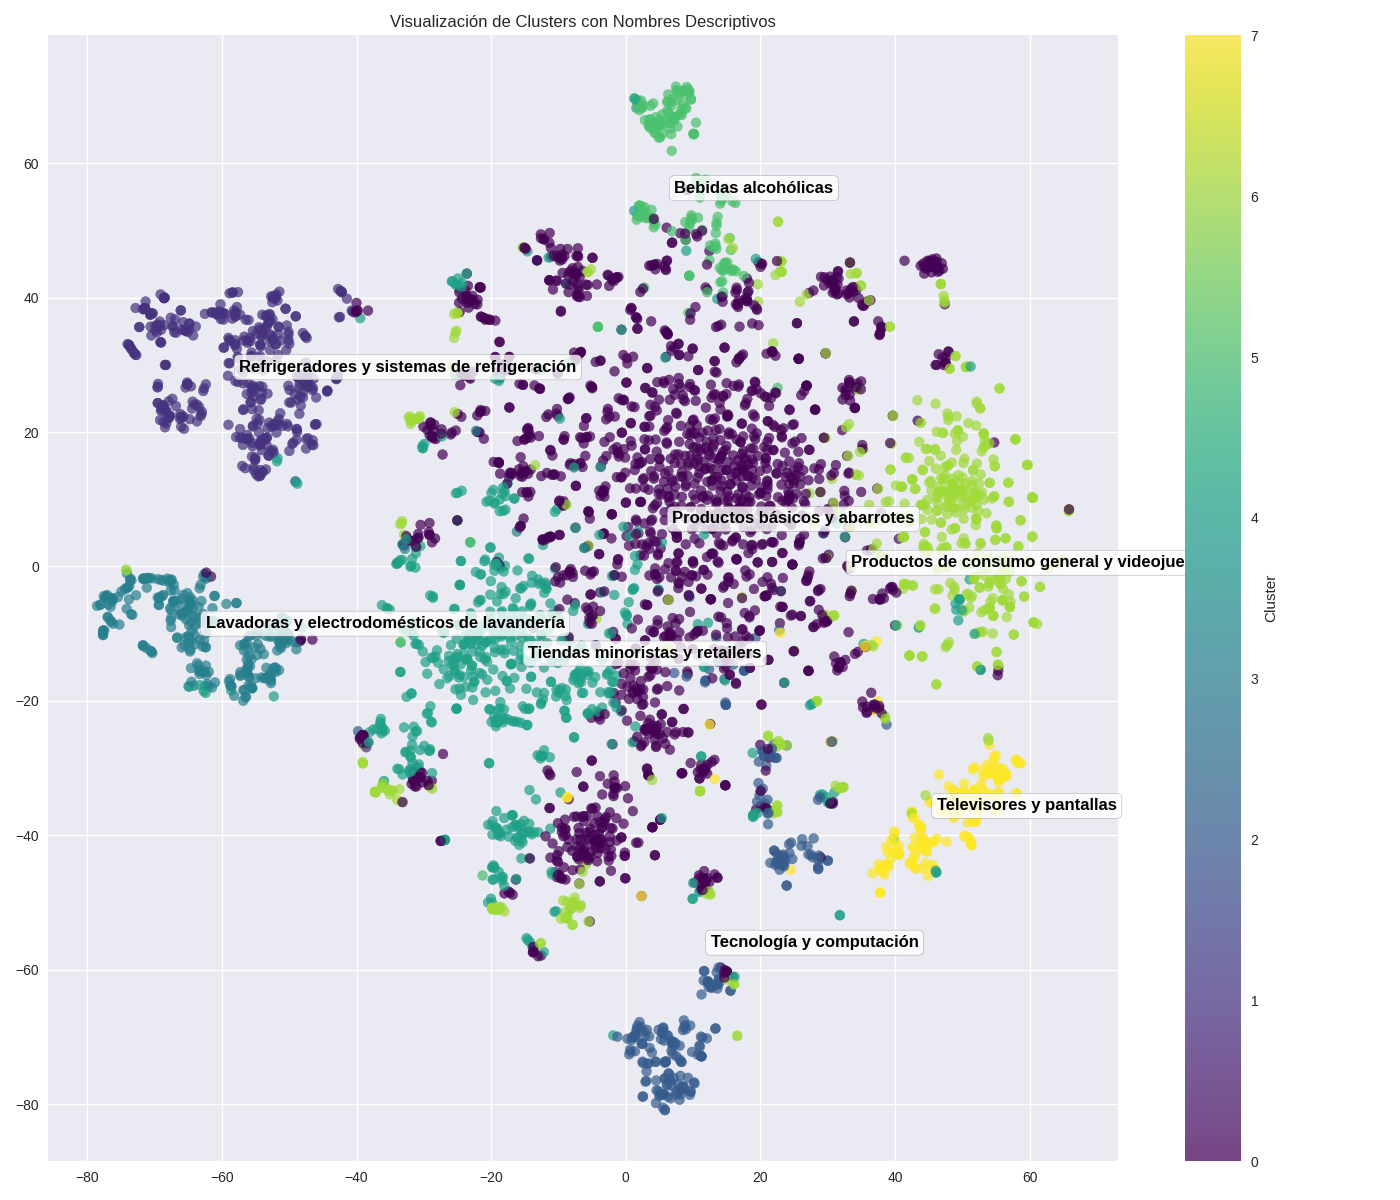 Visualización de Clusters con Nombres Descriptivos
7
60
Bebidas alcohólicas
6
40
Refrigeradores y sistemas de refrigeración
5
20
Productos básicos y abarrotes
4
0
Productos de consumo general y videojue
Cluster
Lavadoras y electrodomésticos de lavandería
Tiendas minoristas y retailers
3
−20
Televisores y pantallas
2
−40
Tecnología y computación
−60
1
−80
0
−80 −60 −40 −20 0 20 40 60